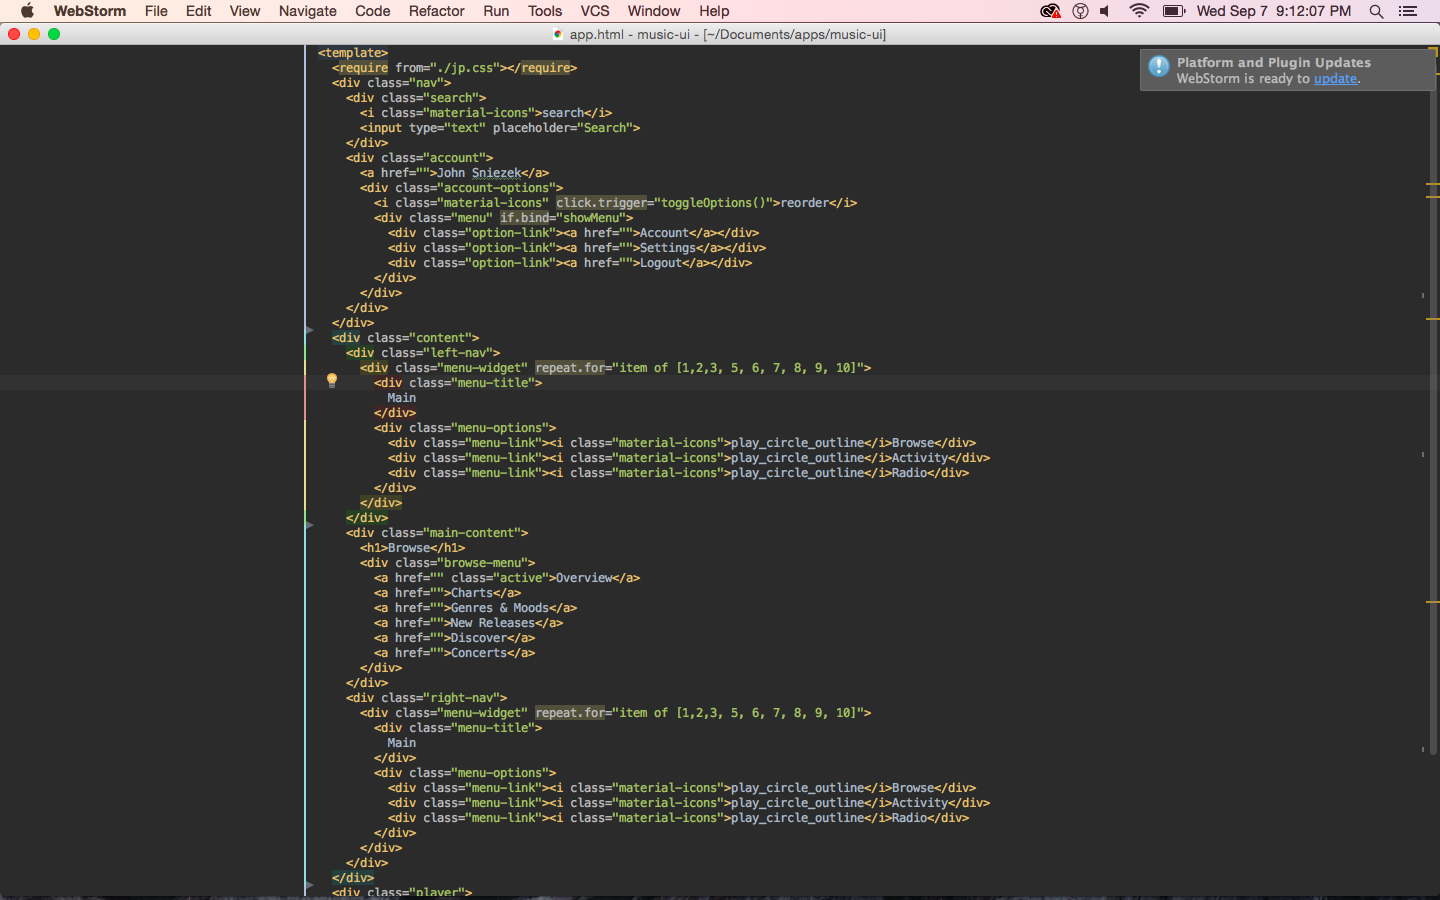 WebStorm File Edit View Navigate Code Refactor Run Tools VCS Window Help Wed Sep 7 9:12:07 PM
app.html - music-ui - [~/Documents/apps/music-ui]
Platform and Plugin Updates
WebStorm is ready to update.
<template>
<require from="./jp.css"></require>
<div class="nav">
<div class="search">
<i class="material-icons">search</i>
<input type="text" placeholder="Search">
</div>
<div class="account">
<a href="">John Sniezek</a>
<div class="account-options">
<i class="material-icons" click.trigger="toggleOptions()">reorder</i>
<div class="menu" if.bind="showMenu">
<div class="option-link"><a href="">Account</a></div>
<div class="option-link"><a href="">Settings</a></div>
<div class="option-link"><a href="">Logout</a></div>
</div>
</div>
</div>
</div>
<div class="content">
<div class="left-nav">
<div class="menu-widget" repeat.for="item of [1,2,3, 5, 6, 7, 8, 9, 10]">
<div class="menu-title">
Main
</div>
<div class="menu-options">
<div class="menu-link"><i class="material-icons">play_circle_outline</i>Browse</div>
<div class="menu-link"><i class="material-icons">play_circle_outline</i>Activity</div>
<div class="menu-link"><i class="material-icons">play_circle_outline</i>Radio</div>
</div>
</div>
</div>
<div class="main-content">
<h1>Browse</h1>
<div class="browse-menu">
<a href="" class="active">Overview</a>
<a href="">Charts</a>
<a href="">Genres & Moods</a>
<a href="">New Releases</a>
<a href="">Discover</a>
<a href="">Concerts</a>
</div>
</div>
<div class="right-nav">
<div class="menu-widget" repeat.for="item of [1,2,3, 5, 6, 7, 8, 9, 10]">
<div class="menu-title">
Main
</div>
<div class="menu-options">
<div class="menu-link"><i class="material-icons">play_circle_outline</i>Browse</div>
<div class="menu-link"><i class="material-icons">play_circle_outline</i>Activity</div>
<div class="menu-link"><i class="material-icons">play_circle_outline</i>Radio</div>
</div>
</div>
</div>
</div>
<div class="player">